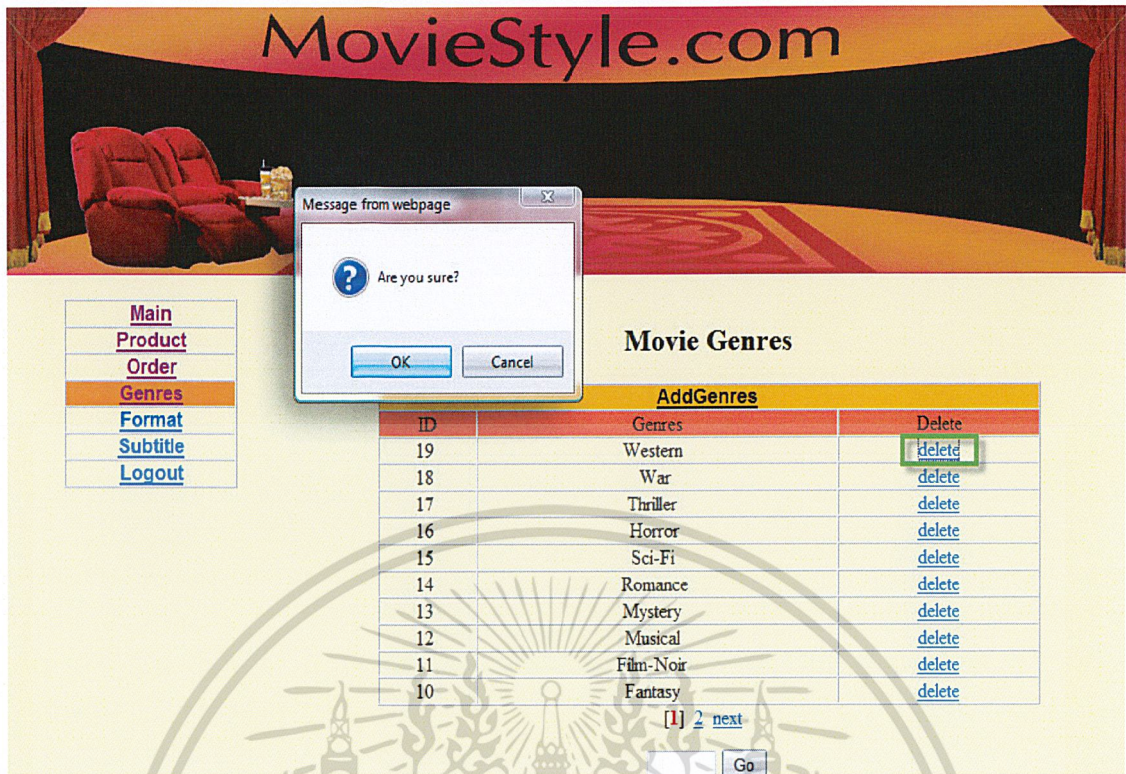 MovieStyle.com
Message from webpage
Are you sure?
OK Cancel
Main
Product
Order
Genres
Format
Subtitle
Logout
Movie Genres
AddGenres
ID Genres Delete
19 Western delete
18 War delete
17 Thriller delete
16 Horror delete
15 Sci-Fi delete
14 Romance delete
13 Mystery delete
12 Musical delete
11 Film-Noir delete
10 Fantasy delete
[1] 2 next
Go